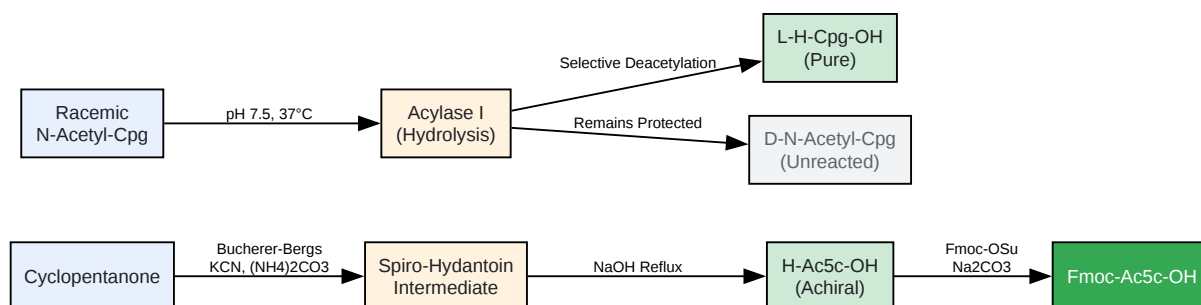 L-H-Cpg-OH
(Pure)
Selective Deacetylation
Racemic
N-Acetyl-Cpg
pH 7.5, 37°C
Acylase I
(Hydrolysis)
Remains Protected
D-N-Acetyl-Cpg
(Unreacted)
Cyclopentanone
Bucherer-Bergs
KCN, (NH4)2CO3
Spiro-Hydantoin
Intermediate
NaOH Reflux
H-Ac5c-OH
(Achiral)
Fmoc-OSu
Na2CO3
Fmoc-Ac5c-OH